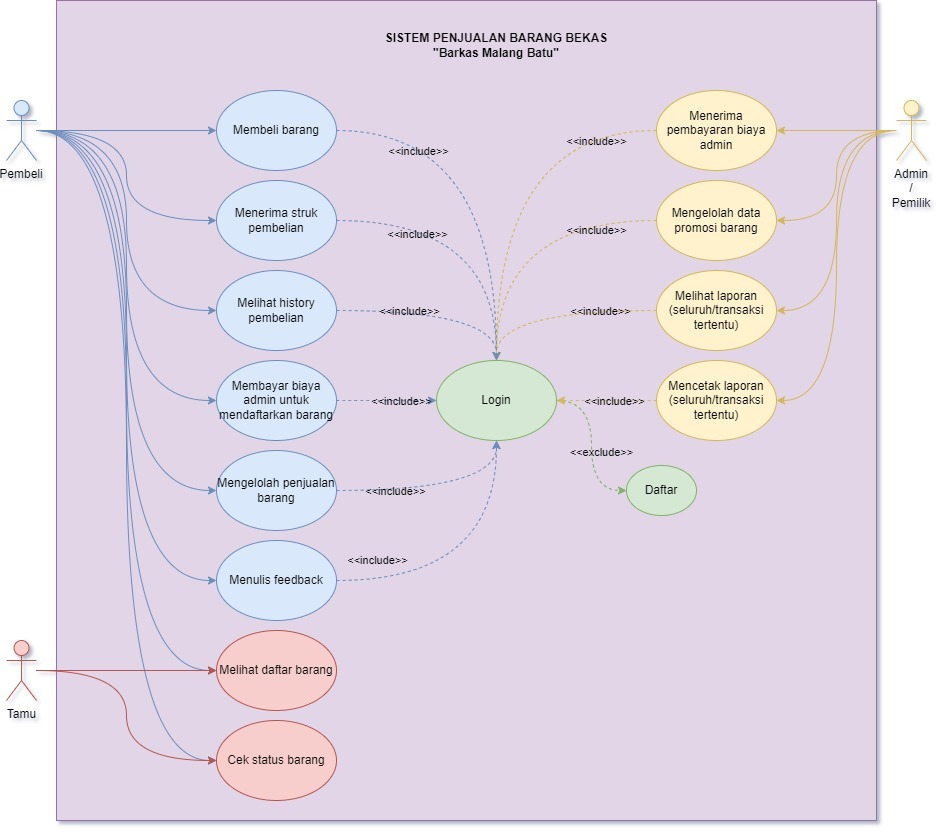 SISTEM PENJUALAN BARANG BEKAS
"Barkas Malang Batu"
Pembeli
Membeli barang
<<include>>
Menerima struk
pembelian
<<include>>
Melihat history
pembelian
<<include>>
Membayar biaya
admin untuk
mendaftarkan barang
<<include>>
Mengelolah penjualan
barang
<<include>>
Menulis feedback
<<include>>
Melihat daftar barang
Cek status barang
Tamu
Login
<<exclude>>
Daftar
Menerima
pembayaran biaya
admin
<<include>>
Mengelolah data
promosi barang
<<include>>
Melihat laporan
(seluruh/transaksi
tertentu)
<<include>>
Mencetak laporan
(seluruh/transaksi
tertentu)
<<include>>
Admin
/
Pemilik